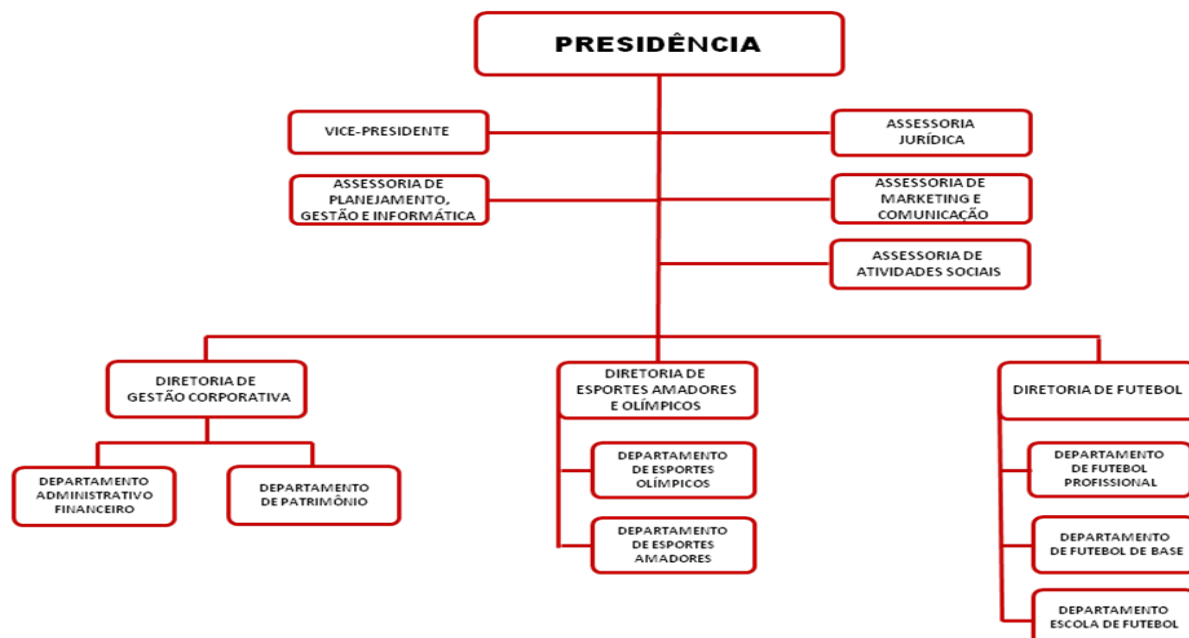 PRESIDÊNCIA
VICE-PRESIDENTE
ASSESSORIA
JURÍDICA
ASSESSORIA DE
PLANEJAMENTO,
GESTÃO E INFORMÁTICA
ASSESSORIA DE
MARKETING E
COMUNICAÇÃO
ASSESSORIA DE
ATIVIDADES SOCIAIS
DIRETORIA DE
GESTÃO CORPORATIVA
DEPARTAMENTO
ADMINISTRATIVO
FINANCEIRO
DEPARTAMENTO
DE PATRIMÔNIO
DIRETORIA DE
ESPORTES AMADORES
E OLÍMPICOS
DEPARTAMENTO
DE ESPORTES
OLÍMPICOS
DEPARTAMENTO
DE ESPORTES
AMADORES
DIRETORIA DE FUTEBOL
DEPARTAMENTO
DE FUTEBOL
PROFISSIONAL
DEPARTAMENTO
DE FUTEBOL DE BASE
DEPARTAMENTO
ESCOLA DE FUTEBOL